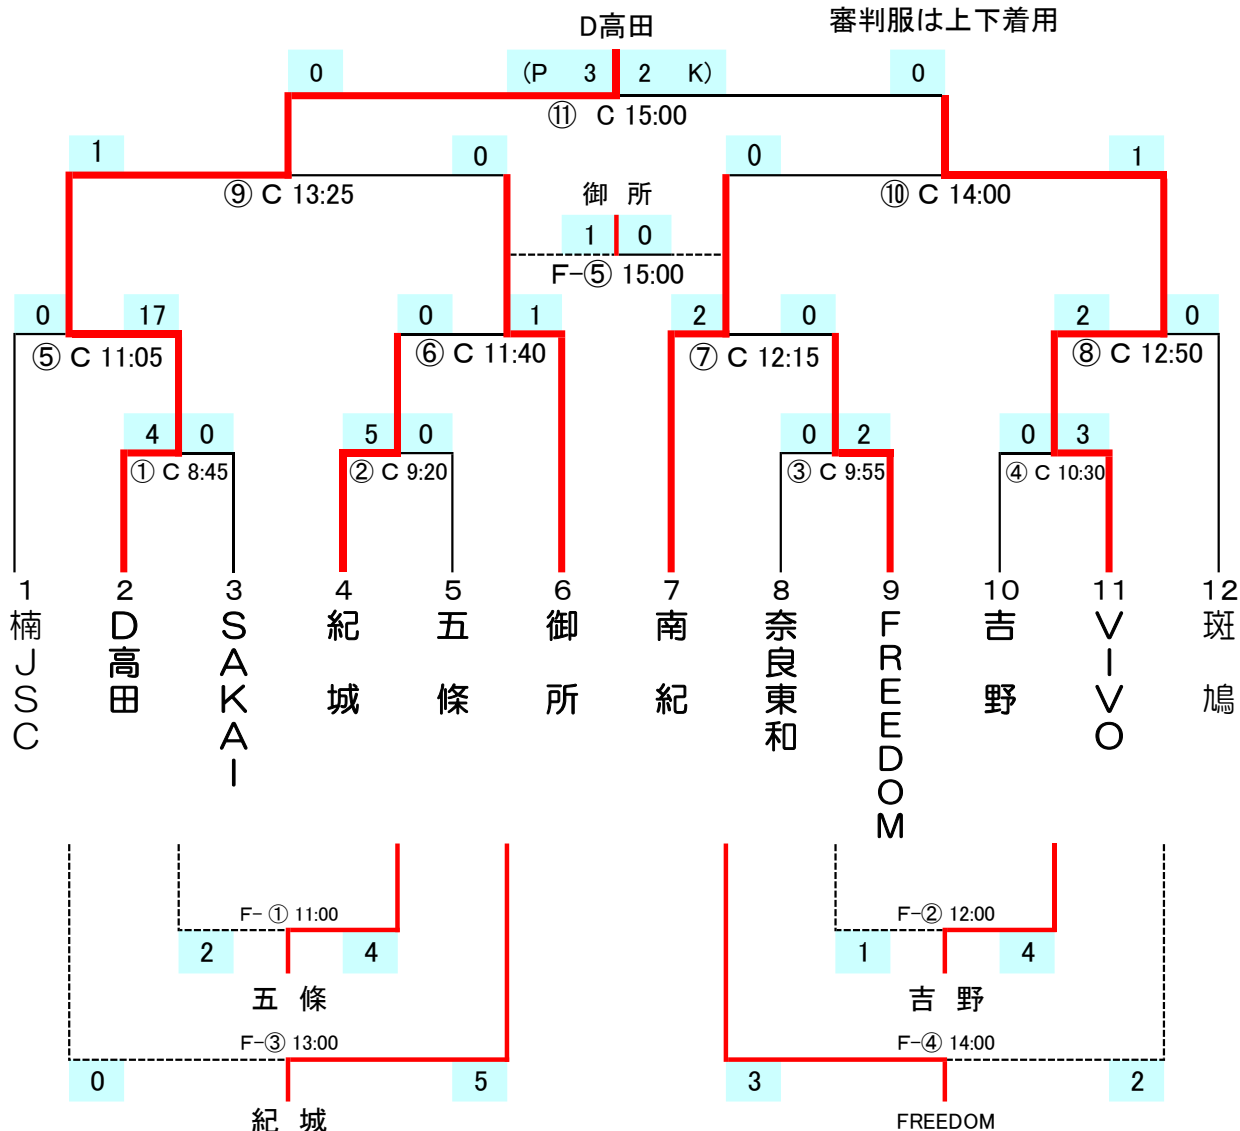 D高田 審判服は上下着用
0 (P 3 2 K) 0
⑪ C 15:00
1 0 0 1
⑨ C 13:25 御所 ⑩ C 14:00
1 0
F-⑤ 15:00
0 17 0 1 2 0 2 0
⑤ C 11:05 ⑥ C 11:40 ⑦ C 12:15 ⑧ C 12:50
4 0 5 0 0 2 0 3
① C 8:45 ② C 9:20 ③ C 9:55 ④ C 10:30
1 2 3 4 5 6 7 8 9 10 11 12
楠JSC
D高田
SAKAI
紀城
五條
御所
南紀
奈良東和
FREEDOM
吉野
VIVO
斑鳩
F-① 11:00 F-② 12:00
2 4 1 4
五條 吉野
F-③ 13:00 F-④ 14:00
0 5 3 2
紀城 FREEDOM